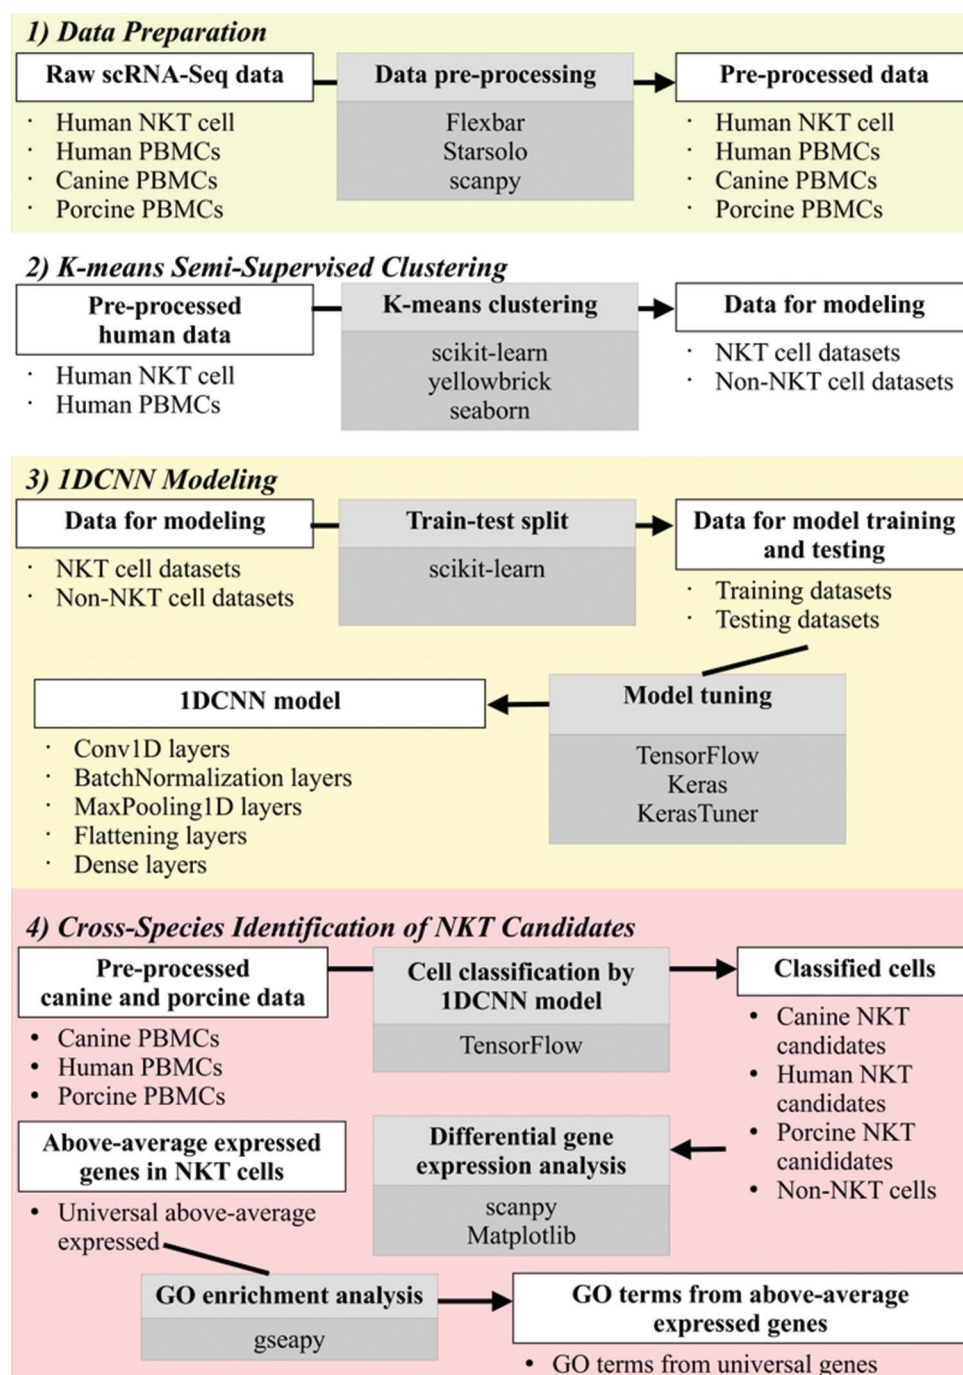 1) Data Preparation
Raw scRNA-Seq data
· Human NKT cell
· Human PBMCs
· Canine PBMCs
· Porcine PBMCs
Data pre-processing
Flexbar
Starsolo
scanpy
Pre-processed data
· Human NKT cell
· Human PBMCs
· Canine PBMCs
· Porcine PBMCs
2) K-means Semi-Supervised Clustering
Pre-processed
human data
· Human NKT cell
· Human PBMCs
K-means clustering
scikit-learn
yellowbrick
seaborn
Data for modeling
· NKT cell datasets
· Non-NKT cell datasets
3) 1DCNN Modeling
Data for modeling
· NKT cell datasets
· Non-NKT cell datasets
Train-test split
scikit-learn
Data for model training
and testing
· Training datasets
· Testing datasets
Model tuning
TensorFlow
Keras
KerasTuner
1DCNN model
· Conv1D layers
· BatchNormalization layers
· MaxPooling1D layers
· Flattening layers
· Dense layers
4) Cross-Species Identification of NKT Candidates
Pre-processed
canine and porcine data
• Canine PBMCs
• Human PBMCs
• Porcine PBMCs
Cell classification by
1DCNN model
TensorFlow
Classified cells
• Canine NKT
candidates
• Human NKT
candidates
• Porcine NKT
canididates
• Non-NKT cells
Differential gene
expression analysis
scanpy
Matplotlib
Above-average expressed
genes in NKT cells
• Universal above-average
expressed
GO enrichment analysis
gseapy
GO terms from above-average
expressed genes
• GO terms from universal genes